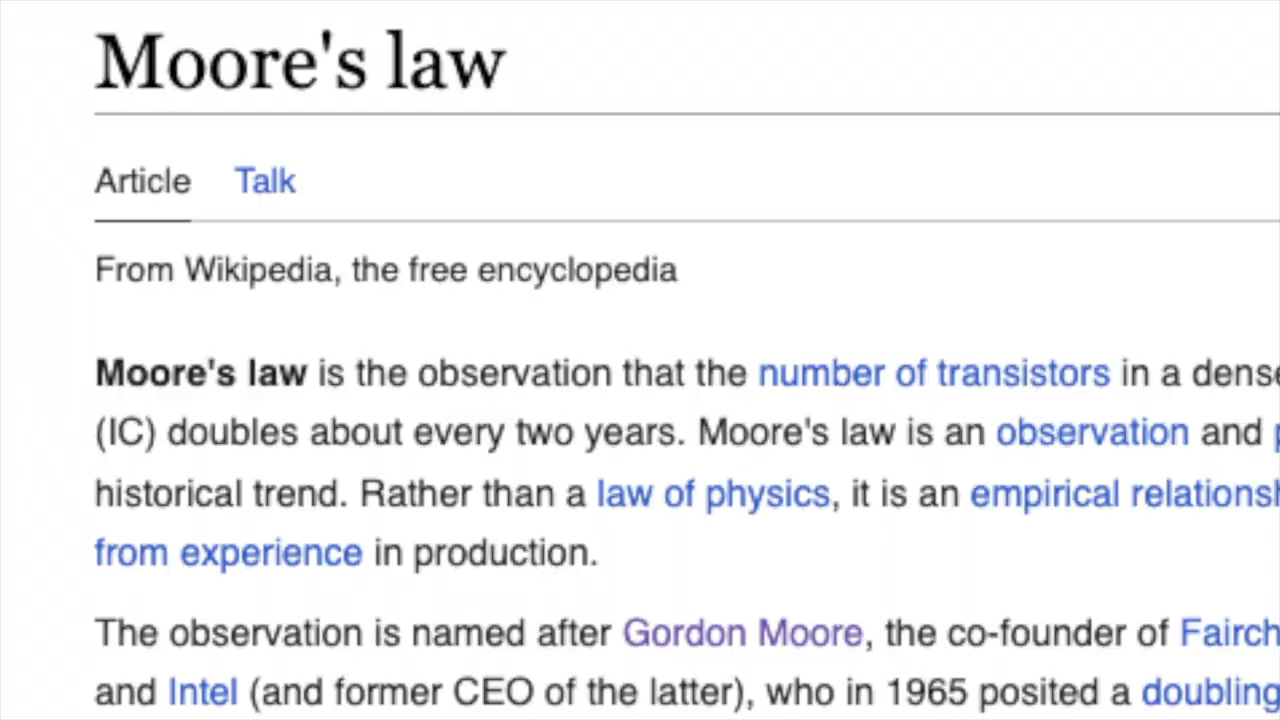 Moore's law
Article Talk
From Wikipedia, the free encyclopedia
Moore's law is the observation that the number of transistors in a dense
(IC) doubles about every two years. Moore's law is an observation and
historical trend. Rather than a law of physics, it is an empirical
from experience in production.
The observation is named after Gordon Moore, the co-founder of
and Intel (and former CEO of the latter), who in 1965 posited a doubling